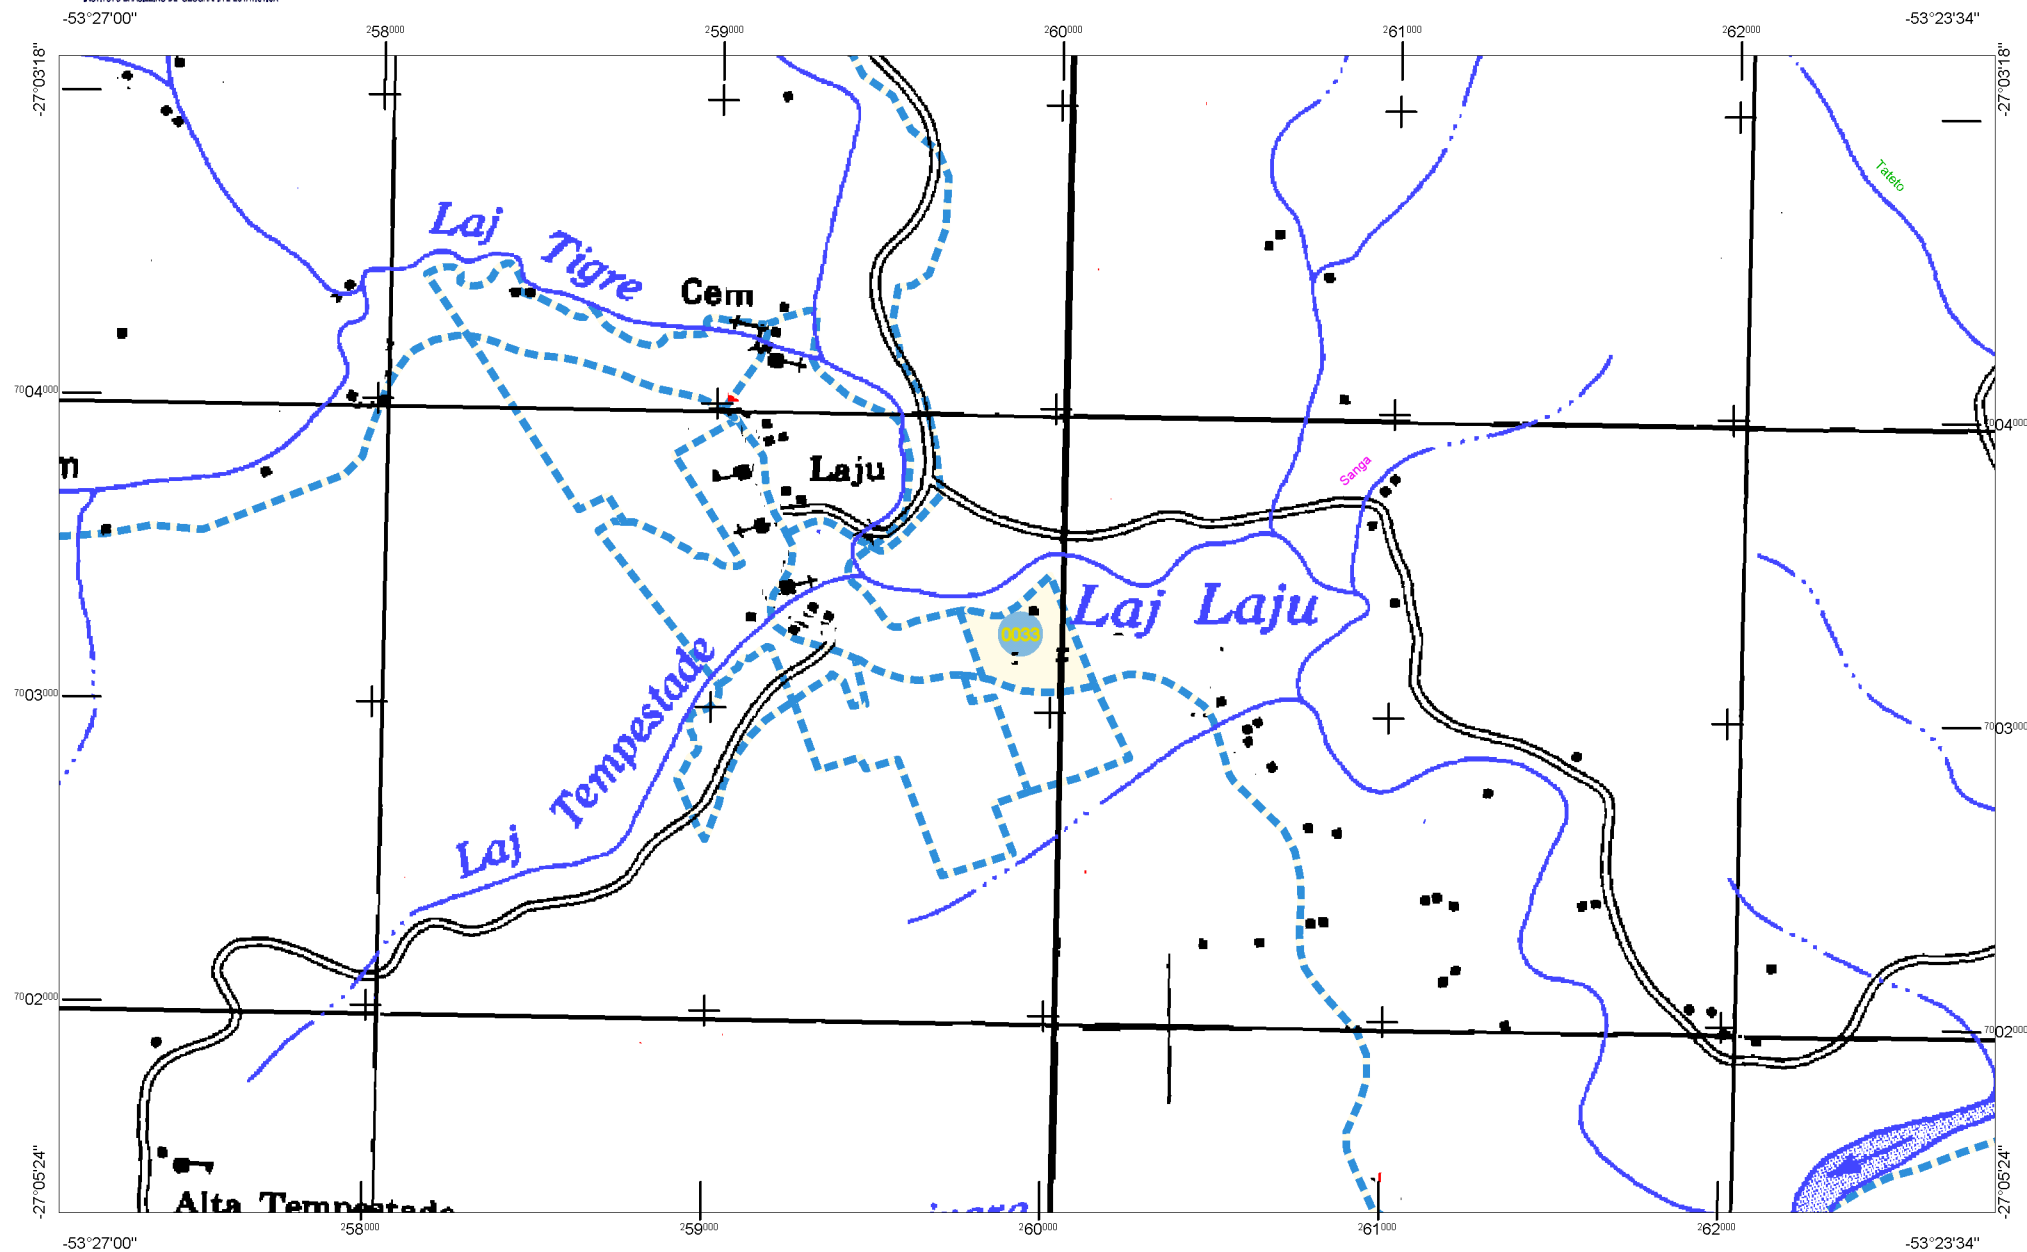 -53°27'00"
-53°23'34"
²58⁰⁰⁰
²59⁰⁰⁰
²60⁰⁰⁰
²61⁰⁰⁰
²62⁰⁰⁰
-27°03'18"
-27°03'18"
Tateto
Laj Tigre
Cem
⁷⁰04⁰⁰⁰
⁷⁰04⁰⁰⁰
m
Laju
Sanga
Laj Laju
0033
⁷⁰03⁰⁰⁰
⁷⁰03⁰⁰⁰
Laj Tempestade
⁷⁰02⁰⁰⁰
⁷⁰02⁰⁰⁰
-27°05'24"
-27°05'24"
Alta Tempestade
²58⁰⁰⁰
²59⁰⁰⁰
²60⁰⁰⁰
²61⁰⁰⁰
²62⁰⁰⁰
-53°27'00"
-53°23'34"